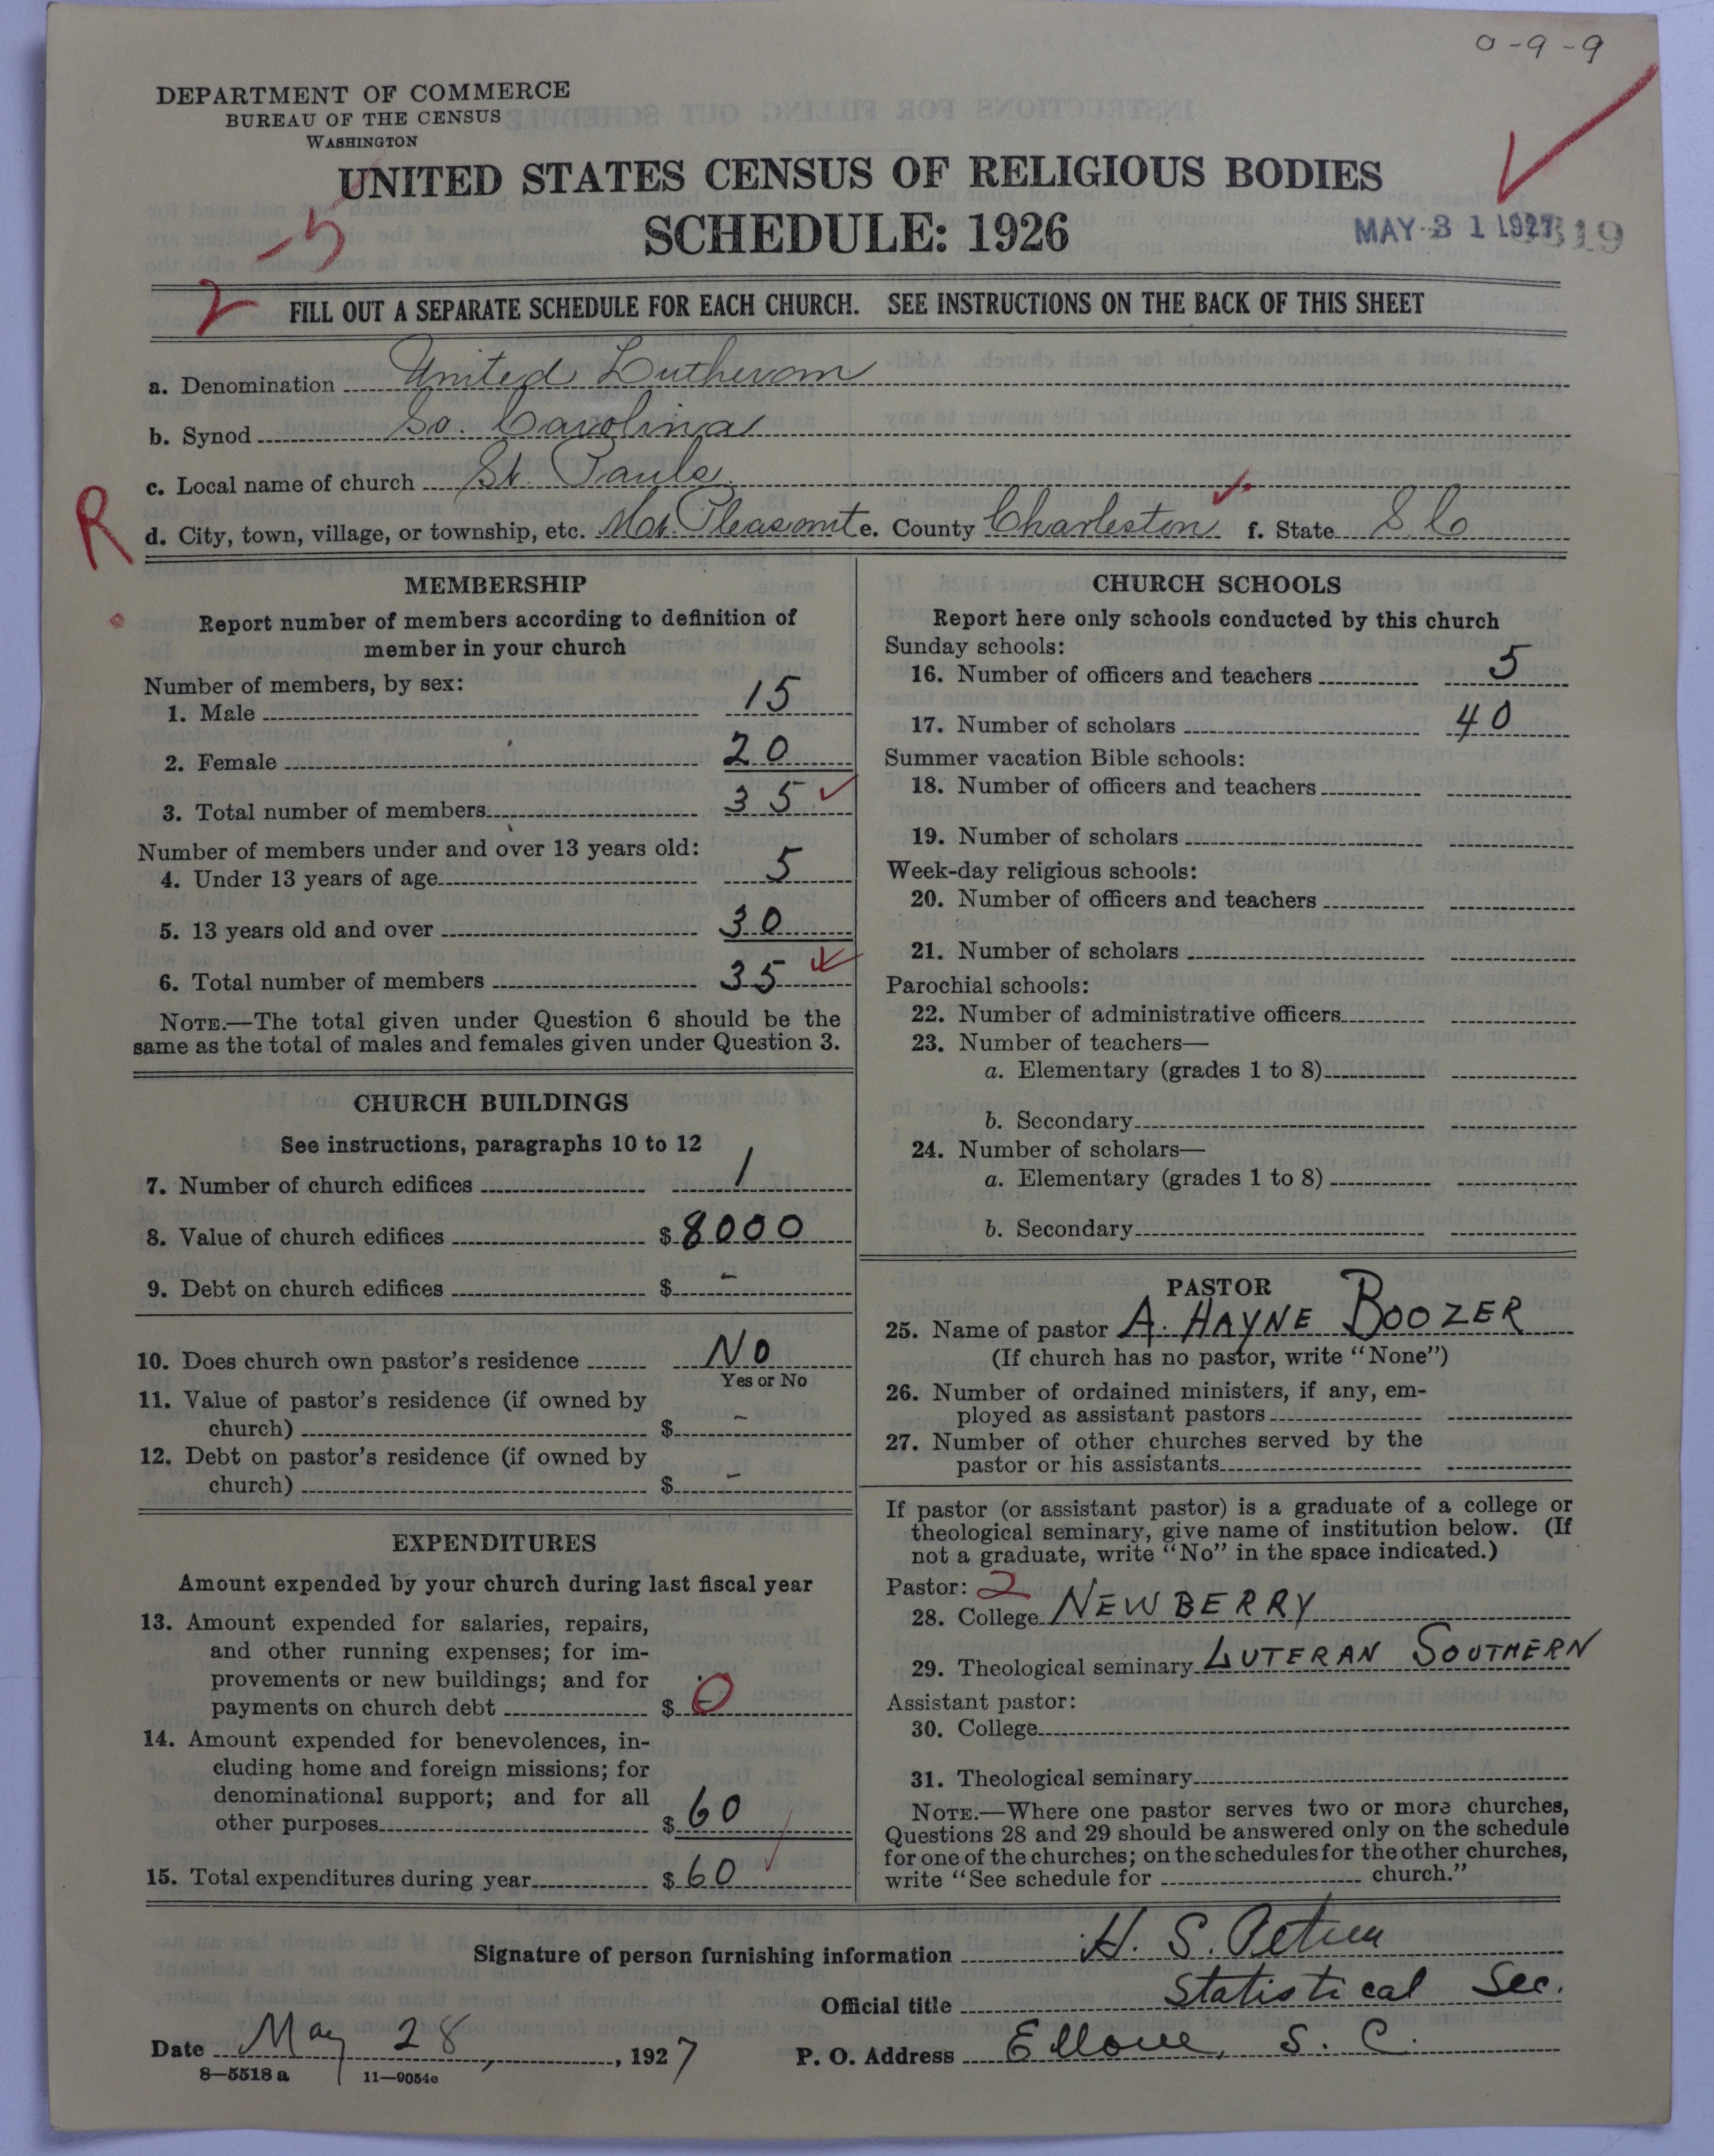 0-9-9
DEPARTMENT OF COMMERCE
BUREAU OF THE CENSUS
WASHINGTON
UNITED STATES CENSUS OF RELIGIOUS BODIES
SCHEDULE: 1926
MAY 31 1927
2-5
FILL OUT A SEPARATE SCHEDULE FOR EACH CHURCH. SEE INSTRUCTIONS ON THE BACK OF THIS SHEET
a. Denomination United Lutheran
b. Synod So. Carolina
c. Local name of church St. Pauls
R
d. City, town, village, or township, etc. Mt. Pleasant e. County Charleston f. State S.C
MEMBERSHIP
Report number of members according to definition of
member in your church
Number of members, by sex:
1. Male 15
2. Female 20
3. Total number of members 35
Number of members under and over 13 years old:
4. Under 13 years of age 5
5. 13 years old and over 30
6. Total number of members 35
NOTE.—The total given under Question 6 should be the
same as the total of males and females given under Question 3.
CHURCH BUILDINGS
See instructions, paragraphs 10 to 12
7. Number of church edifices 1
8. Value of church edifices $ 8000
9. Debt on church edifices $ -
10. Does church own pastor's residence No
Yes or No
11. Value of pastor's residence (if owned by
church) $ -
12. Debt on pastor's residence (if owned by
church) $ -
EXPENDITURES
Amount expended by your church during last fiscal year
13. Amount expended for salaries, repairs,
and other running expenses; for im-
provements or new buildings; and for
payments on church debt $ 0
14. Amount expended for benevolences, in-
cluding home and foreign missions; for
denominational support; and for all
other purposes $ 60
15. Total expenditures during year $ 60
CHURCH SCHOOLS
Report here only schools conducted by this church
Sunday schools:
16. Number of officers and teachers 5
17. Number of scholars 40
Summer vacation Bible schools:
18. Number of officers and teachers
19. Number of scholars
Week-day religious schools:
20. Number of officers and teachers
21. Number of scholars
Parochial schools:
22. Number of administrative officers
23. Number of teachers—
a. Elementary (grades 1 to 8)
b. Secondary
24. Number of scholars—
a. Elementary (grades 1 to 8)
b. Secondary
PASTOR
25. Name of pastor A. HAYNE BOOZER
(If church has no pastor, write "None")
26. Number of ordained ministers, if any, em-
ployed as assistant pastors
27. Number of other churches served by the
pastor or his assistants
If pastor (or assistant pastor) is a graduate of a college or
theological seminary, give name of institution below. (If
not a graduate, write "No" in the space indicated.)
Pastor: 2
28. College NEWBERRY
29. Theological seminary LUTERAN SOUTHERN
Assistant pastor:
30. College
31. Theological seminary
NOTE.—Where one pastor serves two or more churches,
Questions 28 and 29 should be answered only on the schedule
for one of the churches; on the schedules for the other churches,
write "See schedule for church."
Signature of person furnishing information H. S. Petrea
Official title Statistical Sec.
Date May 28, 1927 P. O. Address Elloree, S. C.
8—5518 a 11—9054c